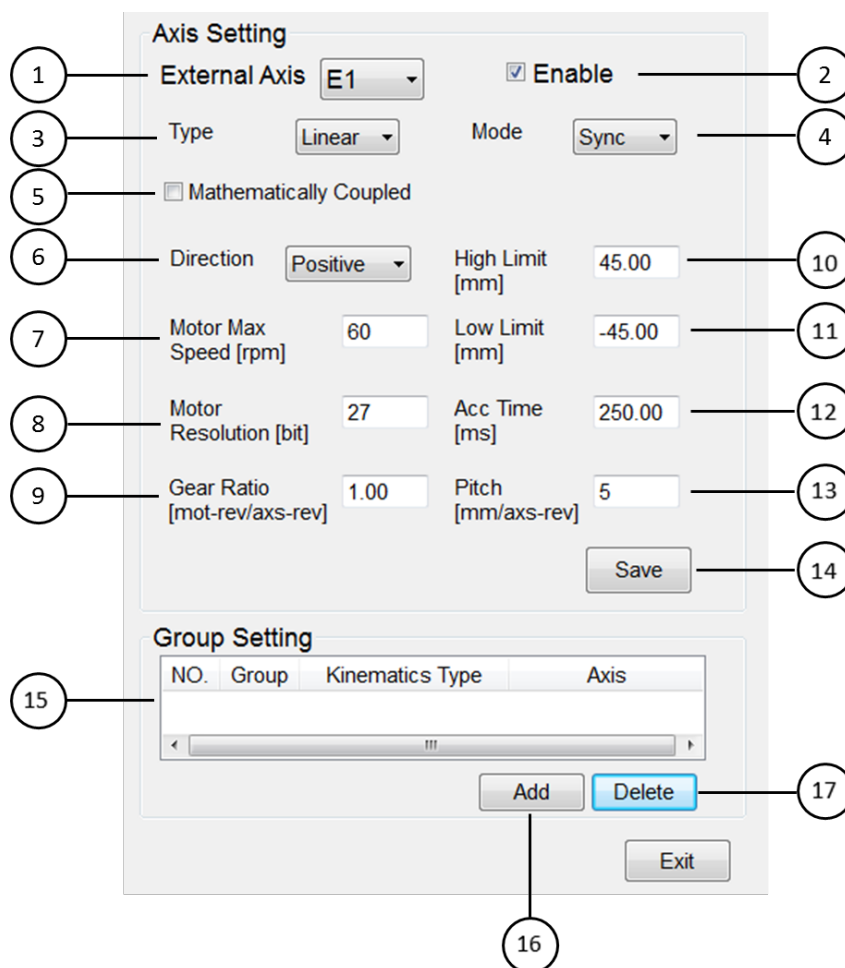 Axis Setting
1 External Axis E1 Enable 2
3 Type Linear Mode Sync 4
5 Mathematically Coupled
6 Direction Positive High Limit [mm] 45.00 10
7 Motor Max Speed [rpm] 60 Low Limit [mm] -45.00 11
8 Motor Resolution [bit] 27 Acc Time [ms] 250.00 12
9 Gear Ratio [mot-rev/axs-rev] 1.00 Pitch [mm/axs-rev] 5 13
Save 14
Group Setting
NO. Group Kinematics Type Axis
15
Add Delete 17
Exit
16